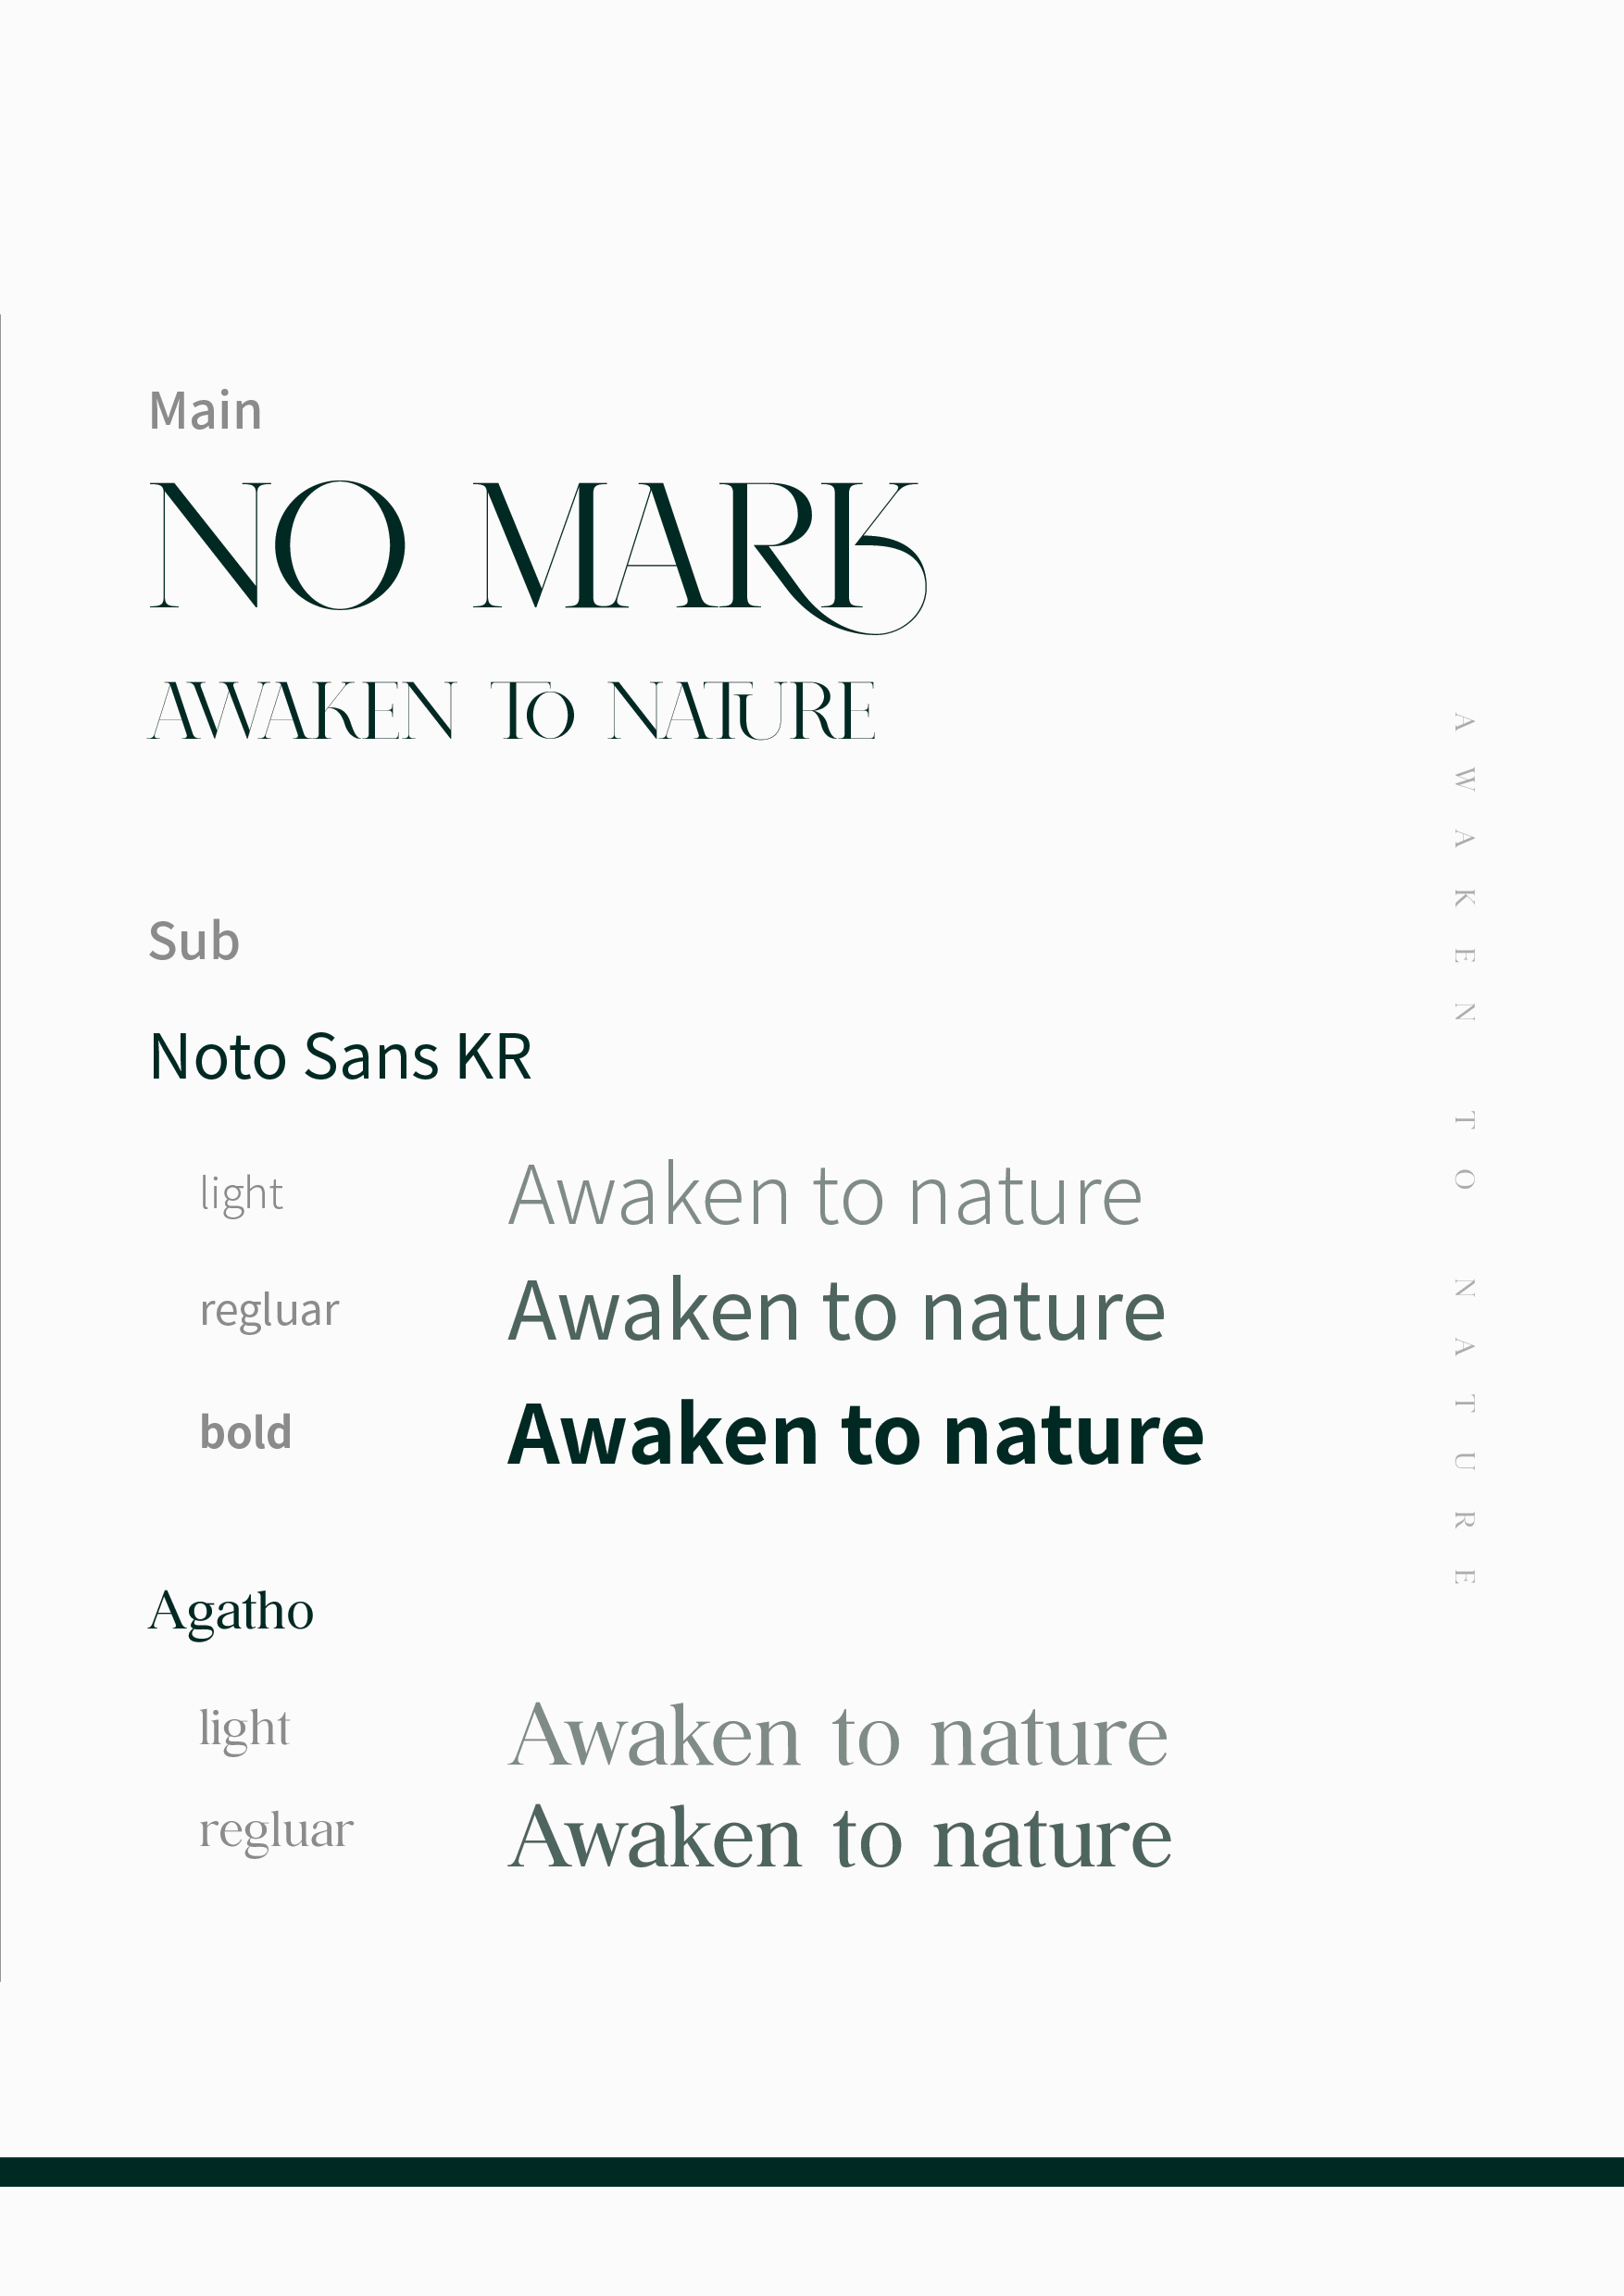 Main
NO MARK
AWAKEN TO NATURE
Sub
Noto Sans KR
light
Awaken to nature
regluar
Awaken to nature
bold
Awaken to nature
Agatho
light
Awaken to nature
regluar
Awaken to nature
AWAKEN TO NATURE